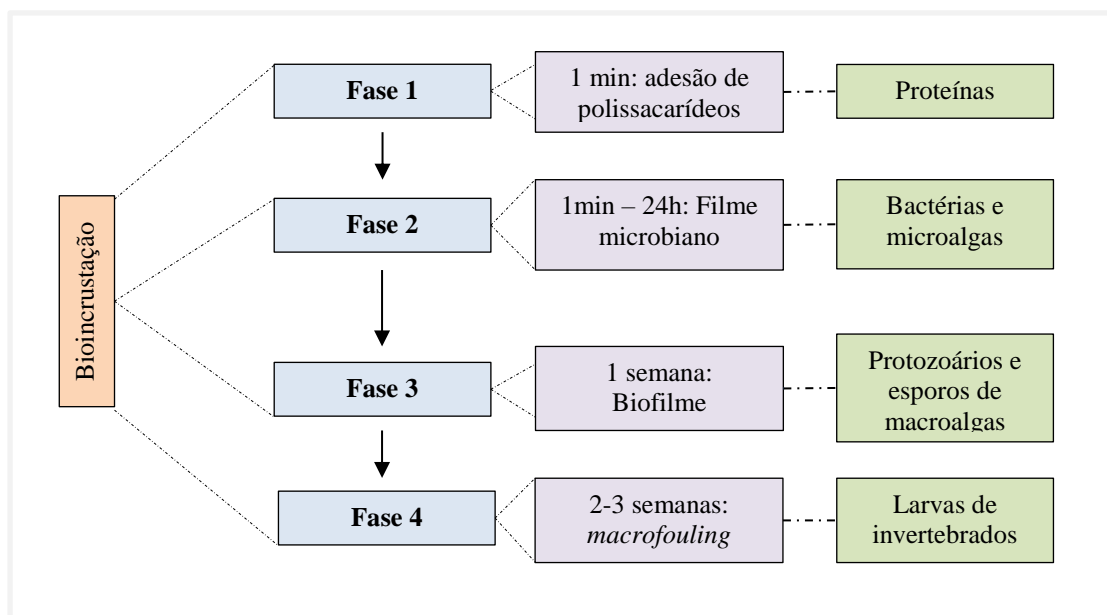 Bioincrustação
Fase 1
1 min: adesão de
polissacarídeos
Proteínas
Fase 2
1min – 24h: Filme
microbiano
Bactérias e
microalgas
Fase 3
1 semana:
Biofilme
Protozoários e
esporos de
macroalgas
Fase 4
2-3 semanas:
macrofouling
Larvas de
invertebrados